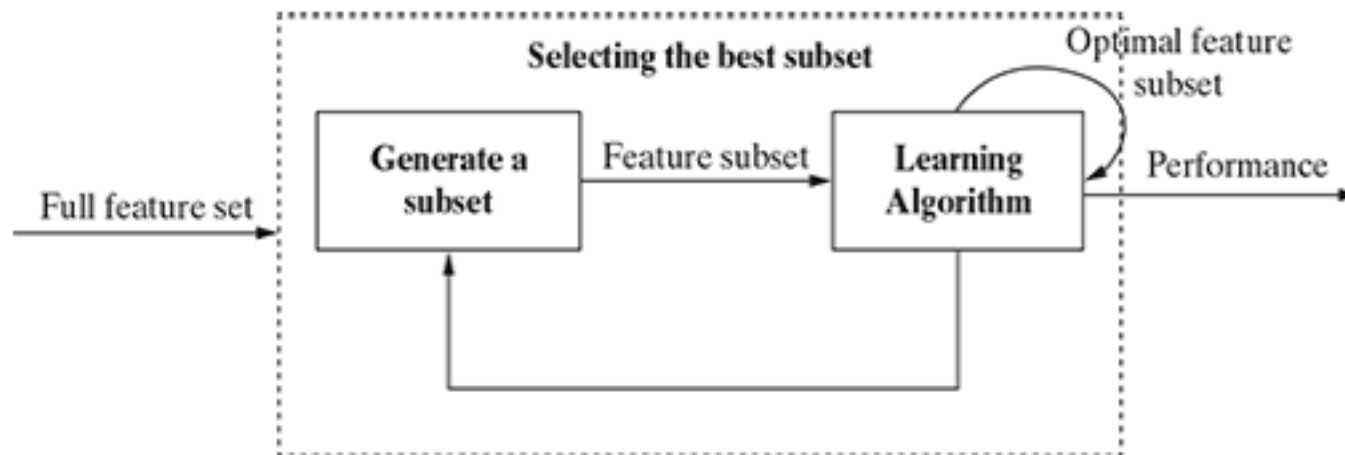 Selecting the best subset
Optimal feature
subset
Generate a
subset
Feature subset
Learning
Algorithm
Performance
Full feature set